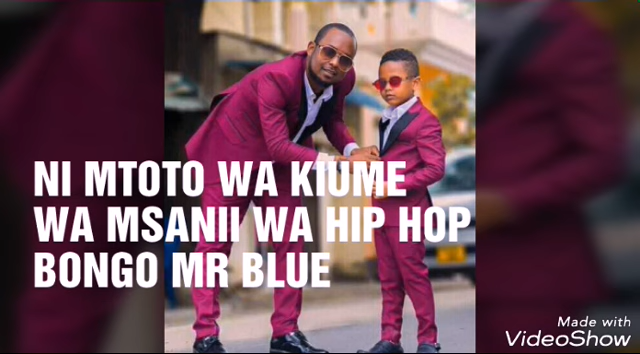 NI MTOTO WA KIUME
WA MSANII WA HIP HOP
BONGO MR BLUE
Made with
VideoShow